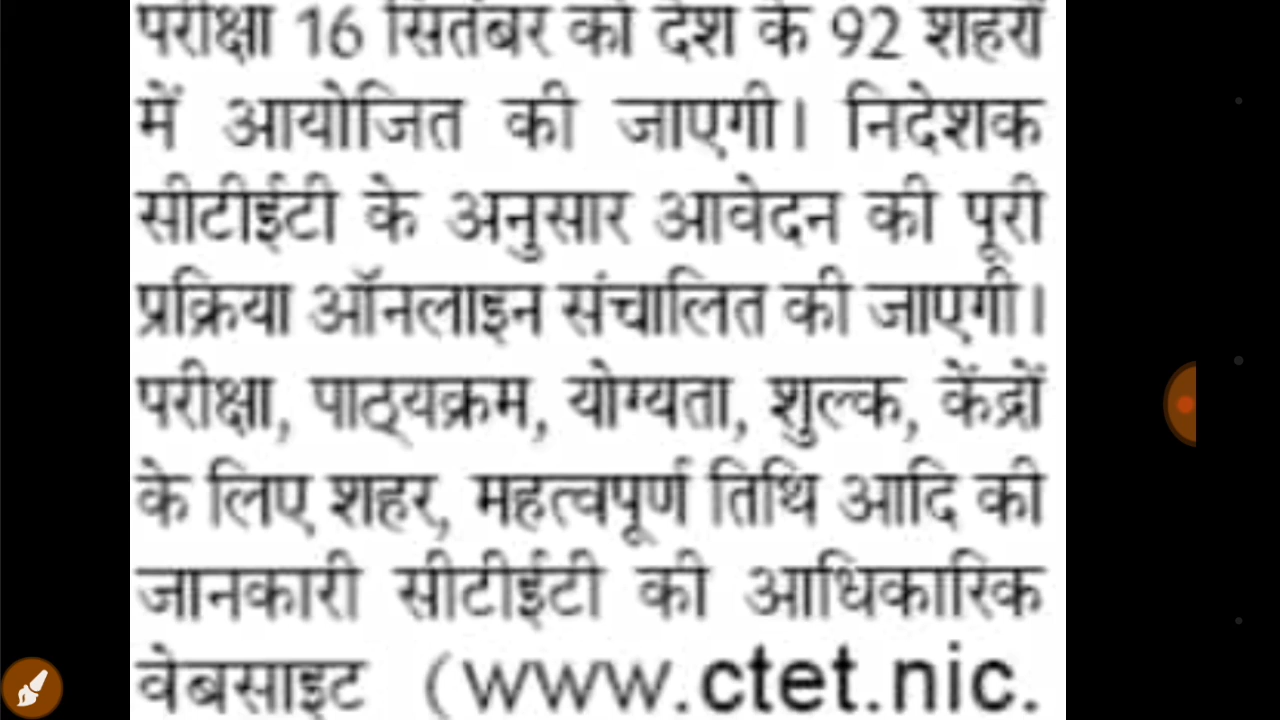 परीक्षा 16 सितंबर को देश के 92 शहरों
में आयोजित की जाएगी। निदेशक
सीटीईटी के अनुसार आवेदन की पूरी
प्रक्रिया ऑनलाइन संचालित की जाएगी।
परीक्षा, पाठ्यक्रम, योग्यता, शुल्क, केंद्रों
के लिए शहर, महत्वपूर्ण तिथि आदि की
जानकारी सीटीईटी की आधिकारिक
वेबसाइट (www.ctet.nic.